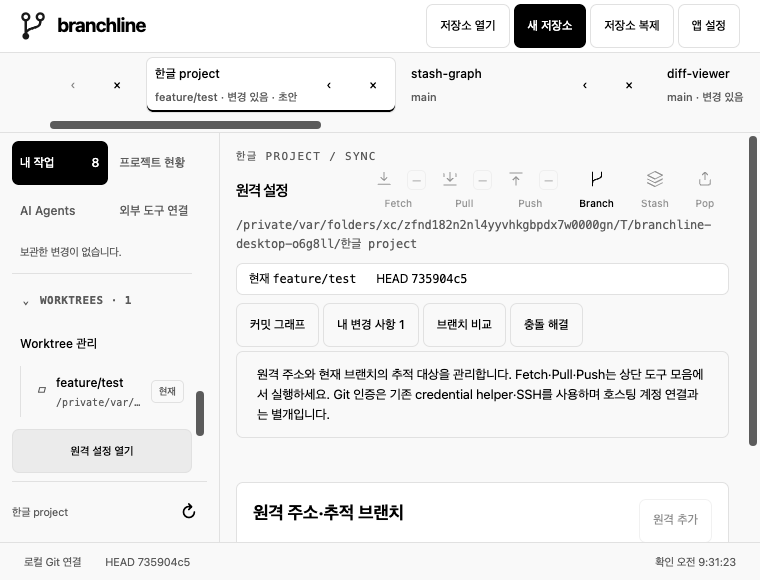 branchline
저장소 열기
새 저장소
저장소 복제
앱 설정
한글 project
feature/test · 변경 있음 · 초안
stash-graph
main
diff-viewer
main · 변경 있음
내 작업 8
프로젝트 현황
AI Agents
외부 도구 연결
보관한 변경이 없습니다.
WORKTREES · 1
Worktree 관리
feature/test
/private/var/…
현재
원격 설정 열기
한글 project
한글 PROJECT / SYNC
원격 설정
Fetch
Pull
Push
Branch
Stash
Pop
/private/var/folders/xc/zfnd182n2nl4yyvhkgbpdx7w0000gn/T/branchline-
desktop-o6g8ll/한글 project
현재 feature/test HEAD 735904c5
커밋 그래프
내 변경 사항 1
브랜치 비교
충돌 해결
원격 주소와 현재 브랜치의 추적 대상을 관리합니다. Fetch·Pull·Push는 상단 도구 모음에
서 실행하세요. Git 인증은 기존 credential helper·SSH를 사용하며 호스팅 계정 연결과
는 별개입니다.
원격 주소·추적 브랜치
원격 추가
로컬 Git 연결
HEAD 735904c5
확인 오전 9:31:23